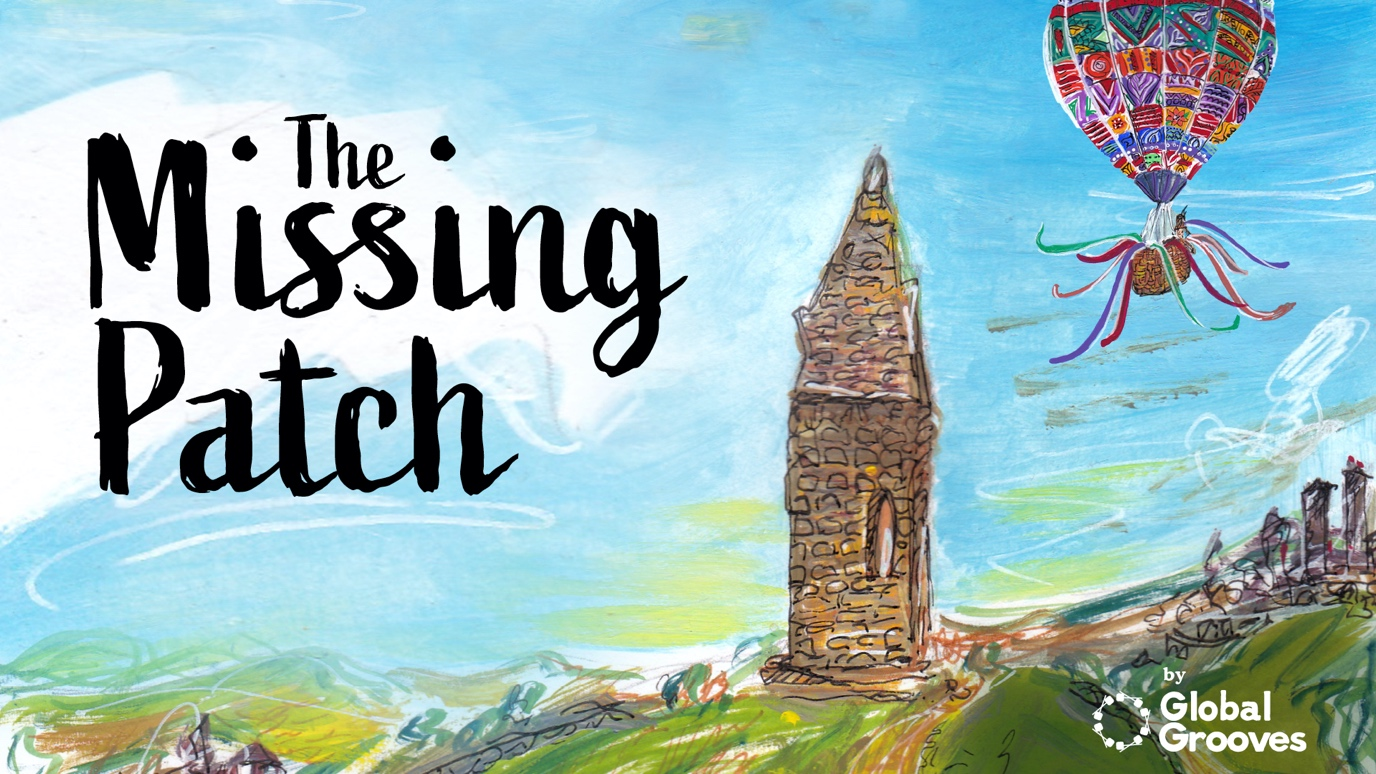 The
Missing
Patch
by
Global
Grooves